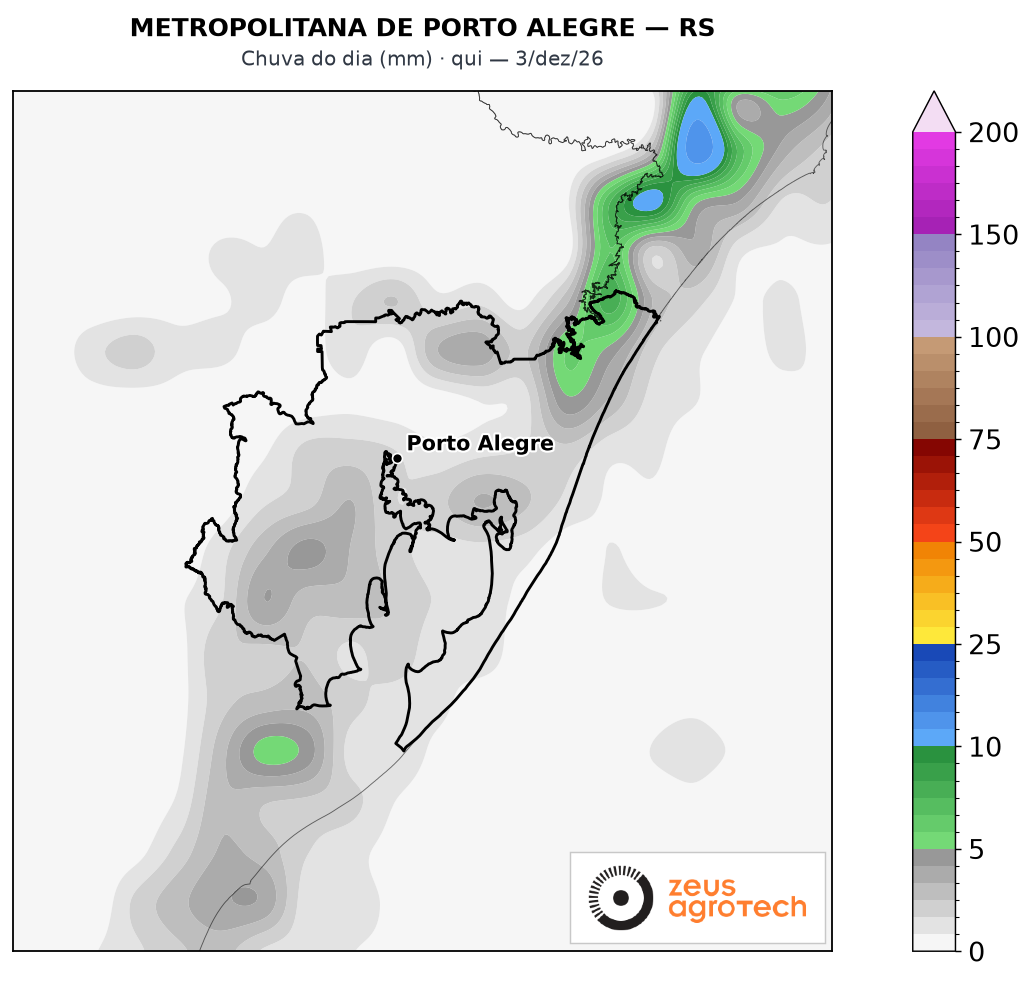 METROPOLITANA DE PORTO ALEGRE — RS
Chuva do dia (mm) · qui — 3/dez/26
200
150
100
75
50
25
10
5
0
Porto Alegre
zeus
agrotech